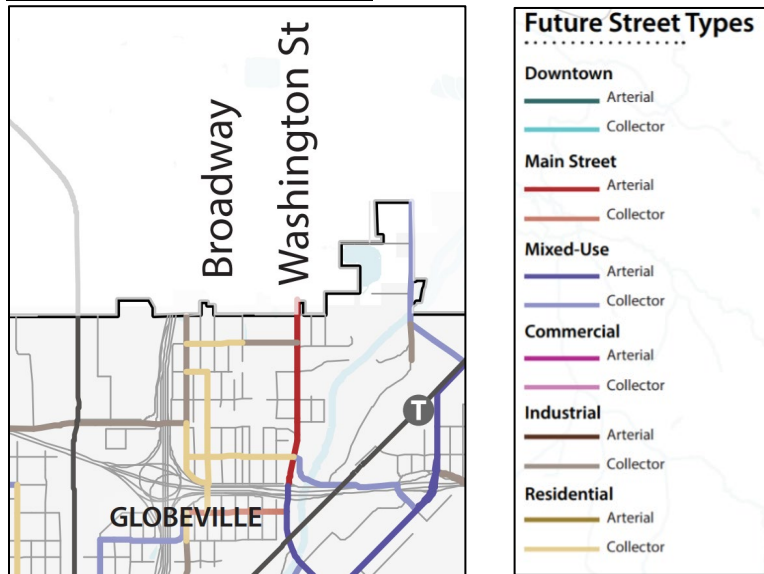 Broadway
Washington St
T
GLOBEVILLE
Future Street Types
Downtown
Arterial
Collector
Main Street
Arterial
Collector
Mixed-Use
Arterial
Collector
Commercial
Arterial
Collector
Industrial
Arterial
Collector
Residential
Arterial
Collector